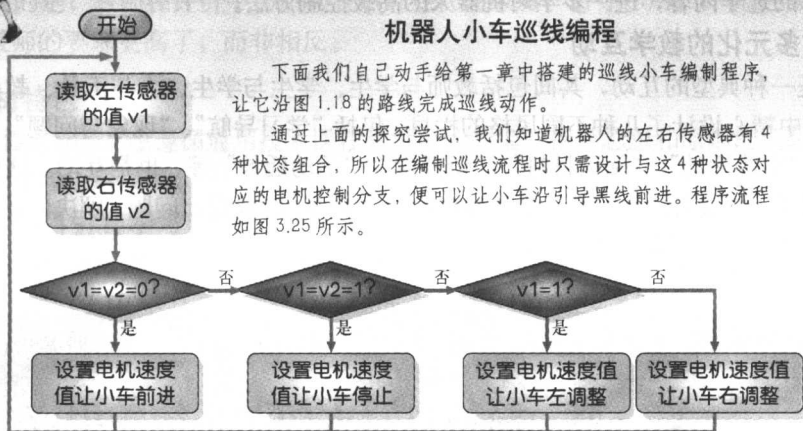 开始
机器人小车巡线编程
下面我们自己动手给第一章中搭建的巡线小车编制程序,
让它沿图1.18的路线完成巡线动作。
通过上面的探究尝试, 我们知道机器人的左右传感器有4
种状态组合, 所以在编制巡线流程时只需设计与这4种状态对
应的电机控制分支, 便可以让小车沿引导黑线前进。程序流程
如图3.25所示。
读取左传感器
的值v1
读取右传感器
的值v2
v1=v2=0?
否
v1=v2=1?
否
v1=1?
否
是
是
是
设置电机速度
值让小车前进
设置电机速度
值让小车停止
设置电机速度值
让小车左调整
设置电机速度值
让小车右调整